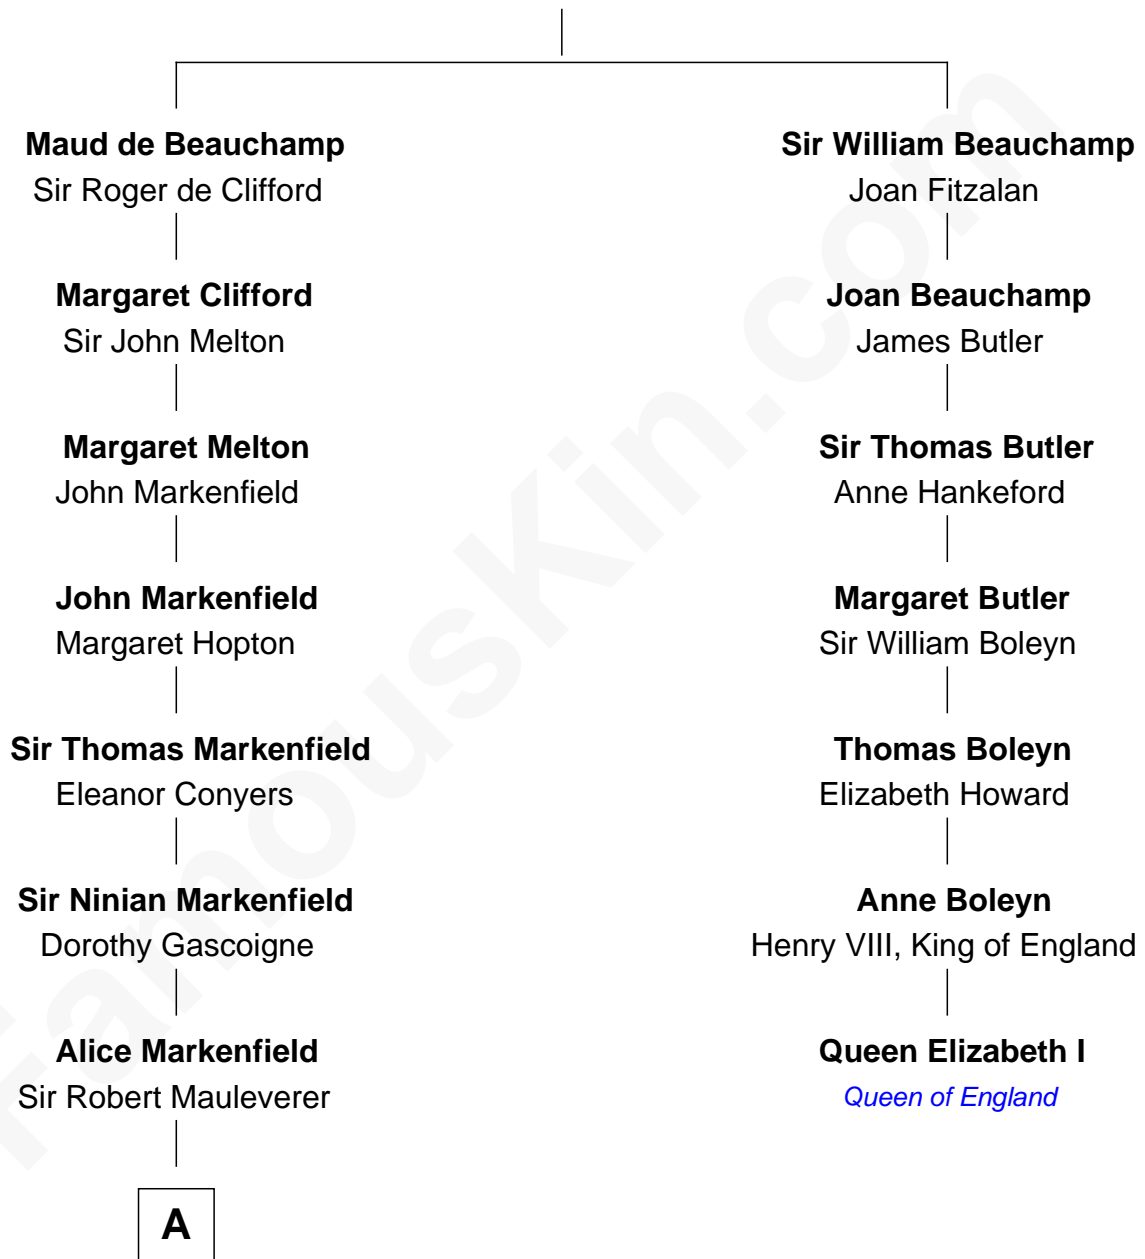 Maud de Beauchamp
Sir Roger de Clifford
Margaret Clifford
Sir John Melton
Margaret Melton
John Markenfield
John Markenfield
Margaret Hopton
Sir Thomas Markenfield
Eleanor Conyers
Sir Ninian Markenfield
Dorothy Gascoigne
Alice Markenfield
Sir Robert Mauleverer
A
Sir William Beauchamp
Joan Fitzalan
Joan Beauchamp
James Butler
Sir Thomas Butler
Anne Hankeford
Margaret Butler
Sir William Boleyn
Thomas Boleyn
Elizabeth Howard
Anne Boleyn
Henry VIII, King of England
Queen Elizabeth I
Queen of England
FamousKin.com